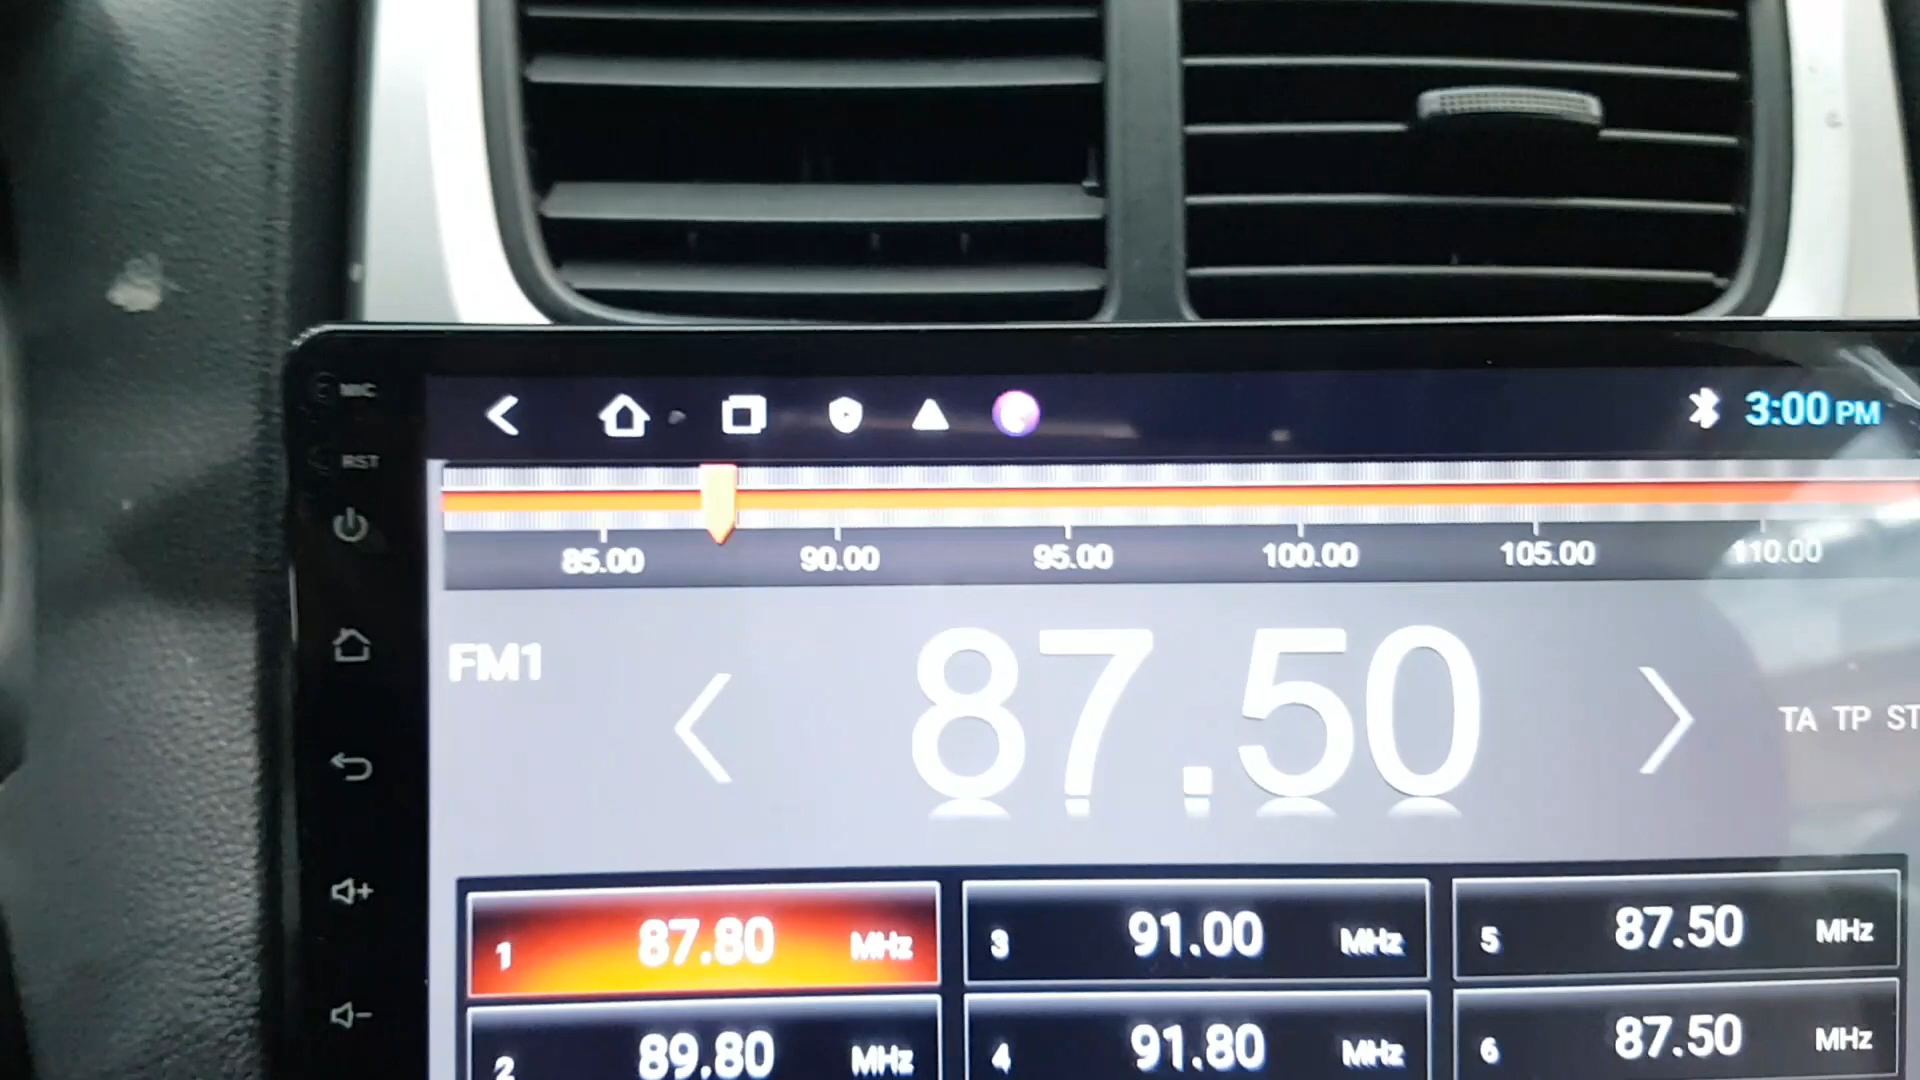 MIC
3:00 PM
RST
85.00 90.00 95.00 100.00 105.00 110.00
FM1
87.50
TA TP ST
1 87.80 MHz 3 91.00 MHz 5 87.50 MHz
2 89.80 MHz 4 91.80 MHz 6 87.50 MHz